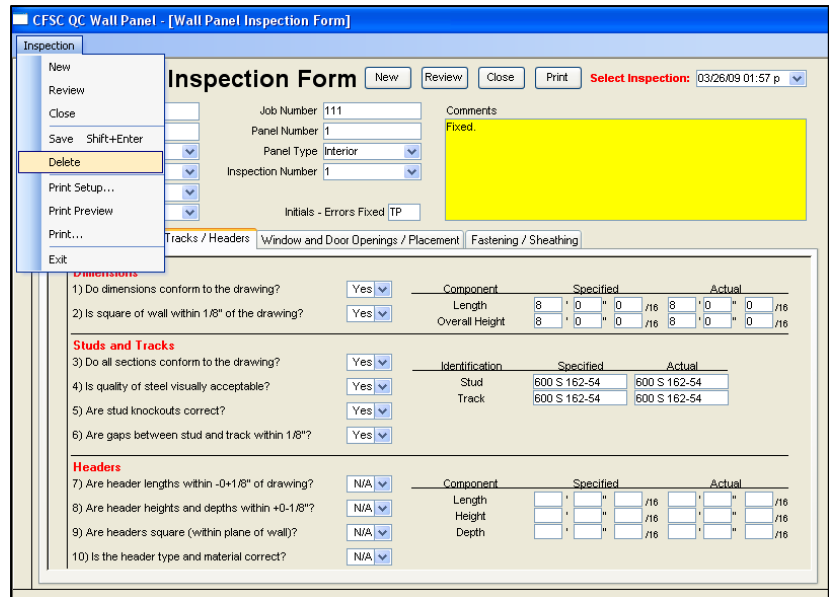 CFSC QC Wall Panel - [Wall Panel Inspection Form]
Inspection
New
Review
Close
Save Shift+Enter
Delete
Print Setup...
Print Preview
Print...
Exit
Inspection Form New Review Close Print Select Inspection: 03/26/09 01:57 p
Job Number 111 Comments
Panel Number 1 Fixed.
Panel Type Interior
Inspection Number 1
Initials - Errors Fixed TP
Tracks / Headers Window and Door Openings / Placement Fastening / Sheathing
Dimensions
1) Do dimensions conform to the drawing? Yes Component Specified Actual
Length 8 ' 0 " 0 /16 8 ' 0 " 0 /16
2) Is square of wall within 1/8" of the drawing? Yes
Overall Height 8 ' 0 " 0 /16 8 ' 0 " 0 /16
Studs and Tracks
3) Do all sections conform to the drawing? Yes Identification Specified Actual
4) Is quality of steel visually acceptable? Yes Stud 600 S 162-54 600 S 162-54
Track 600 S 162-54 600 S 162-54
5) Are stud knockouts correct? Yes
6) Are gaps between stud and track within 1/8"? Yes
Headers
7) Are header lengths within -0+1/8" of drawing? N/A Component Specified Actual
Length ' " /16 ' " /16
8) Are header heights and depths within +0-1/8"? N/A
Height ' " /16 ' " /16
9) Are headers square (within plane of wall)? N/A Depth ' " /16 ' " /16
10) Is the header type and material correct? N/A